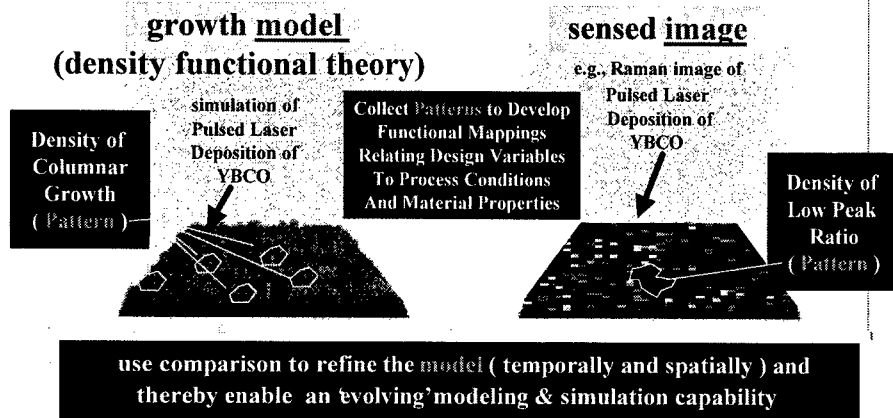 growth model
(density functional theory)
simulation of
Pulsed Laser
Deposition of
YBCO
Density of
Columnar
Growth
( Pattern )
Collect Patterns to Develop
Functional Mappings
Relating Design Variables
To Process Conditions
And Material Properties
sensed image
e.g., Raman image of
Pulsed Laser
Deposition of
YBCO
Density of
Low Peak
Ratio
( Pattern )
use comparison to refine the model ( temporally and spatially ) and
thereby enable an 'evolving' modeling & simulation capability